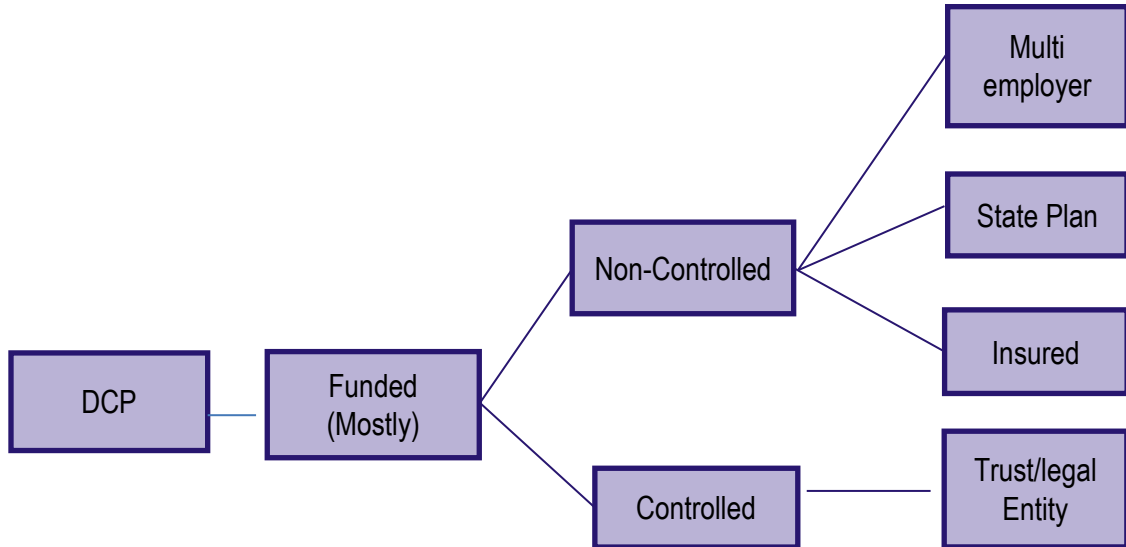 DCP
Funded
(Mostly)
Non-Controlled
Controlled
Multi
employer
State Plan
Insured
Trust/legal
Entity